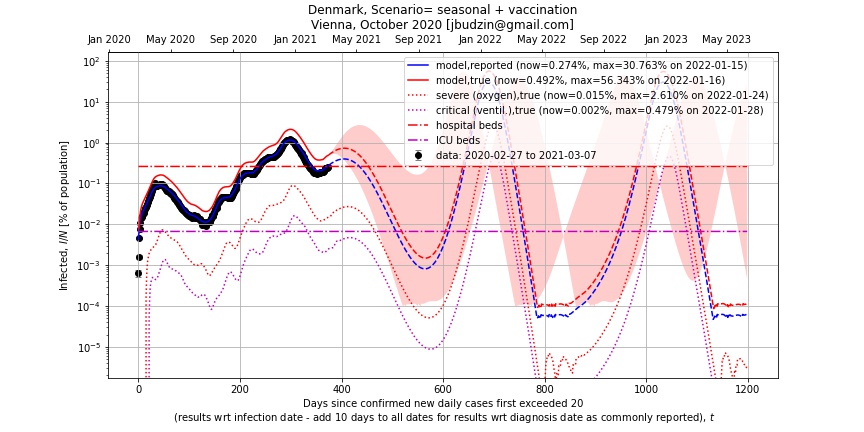 Denmark, Scenario= seasonal + vaccination
Vienna, October 2020 [jbudzin@gmail.com]
Jan 2020 May 2020 Sep 2020 Jan 2021 May 2021 Sep 2021 Jan 2022 May 2022 Sep 2022 Jan 2023 May 2023
model,reported (now=0.274%, max=30.763% on 2022-01-15)
model,true (now=0.492%, max=56.343% on 2022-01-16)
severe (oxygen),true (now=0.015%, max=2.610% on 2022-01-24)
critical (ventil.),true (now=0.002%, max=0.479% on 2022-01-28)
hospital beds
ICU beds
data: 2020-02-27 to 2021-03-07
Infected, I/N [% of population]
10²
10¹
10⁰
10⁻¹
10⁻²
10⁻³
10⁻⁴
10⁻⁵
0 200 400 600 800 1000 1200
Days since confirmed new daily cases first exceeded 20
(results wrt infection date - add 10 days to all dates for results wrt diagnosis date as commonly reported), t